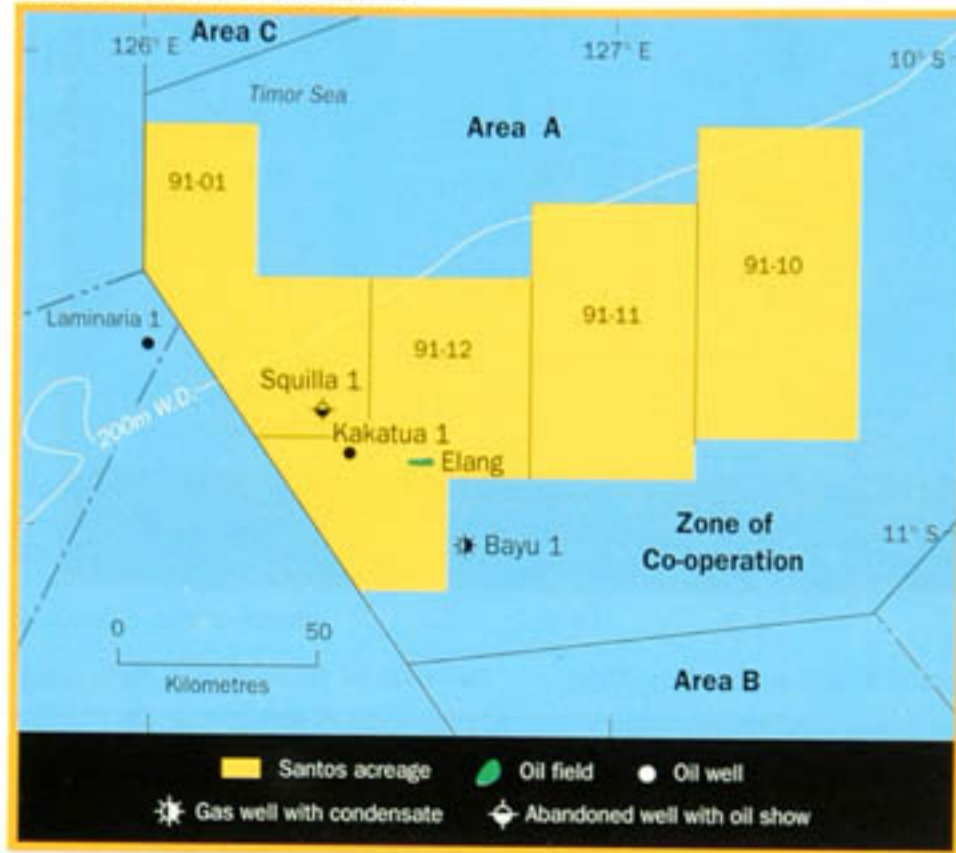 Area C
126° E
127° E
10° S
Timor Sea
Area A
91-01
91-10
91-11
Laminaria 1
91-12
Squilla 1
200m W.D.
Kakatua 1
Elang
Zone of
Co-operation
11° S
Bayu 1
0 50
Kilometres
Area B
Santos acreage
Oil field
Oil well
Gas well with condensate
Abandoned well with oil show